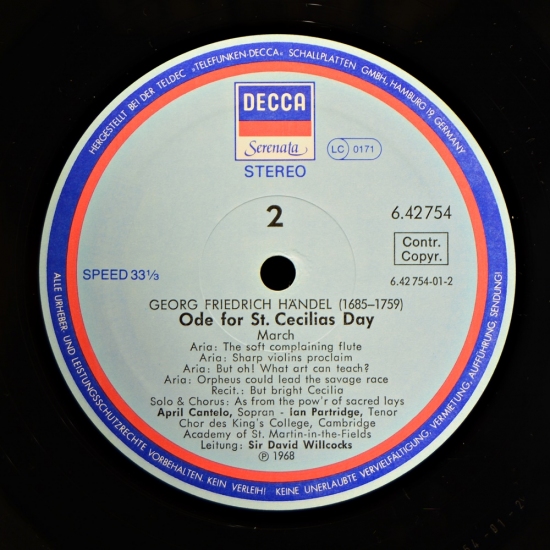 HERGESTELLT BEI DER TELDEC »TELEFUNKEN-DECCA« SCHALLPLATTEN GMBH, HAMBURG 19, GERMANY
DECCA
Serenata
LC 0171
STEREO
2
6.42754
Contr.
Copyr.
SPEED 33 1/3
6.42 754-01-2
GEORG FRIEDRICH HÄNDEL (1685–1759)
Ode for St. Cecilias Day
March
Aria: The soft complaining flute
Aria: Sharp violins proclaim
Aria: But oh! What art can teach?
Aria: Orpheus could lead the savage race
Recit.: But bright Cecilia
Solo & Chorus: As from the pow'r of sacred lays
April Cantelo, Sopran - Ian Partridge, Tenor
Chor des King's College, Cambridge
Academy of St. Martin-in-the-Fields
Leitung: Sir David Willcocks
℗ 1968
ALLE URHEBER- UND LEISTUNGSSCHUTZRECHTE VORBEHALTEN. KEIN VERLEIH! KEINE UNERLAUBTE VERVIELFÄLTIGUNG, VERMIETUNG, AUFFÜHRUNG, SENDUNG!